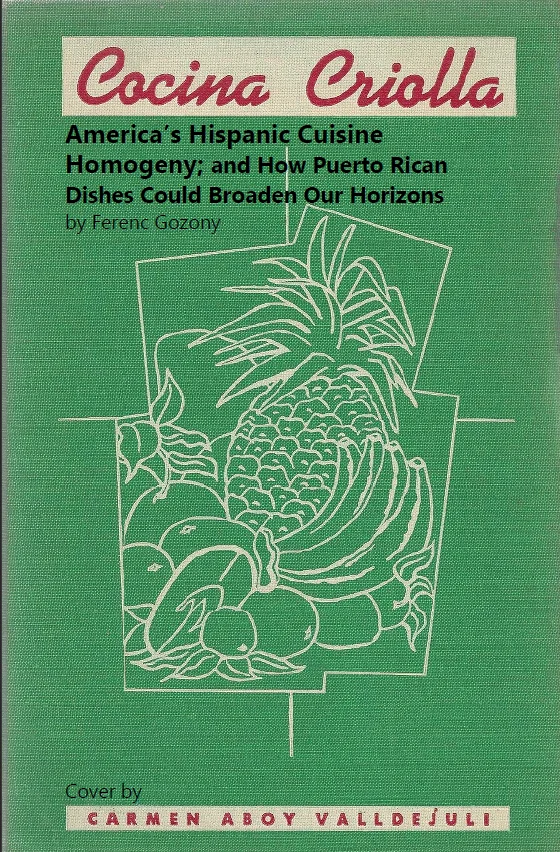 Cocina Criolla
America's Hispanic Cuisine
Homogeny; and How Puerto Rican
Dishes Could Broaden Our Horizons
by Ferenc Gozony
Cover by
CARMEN ABOY VALLDEJULI